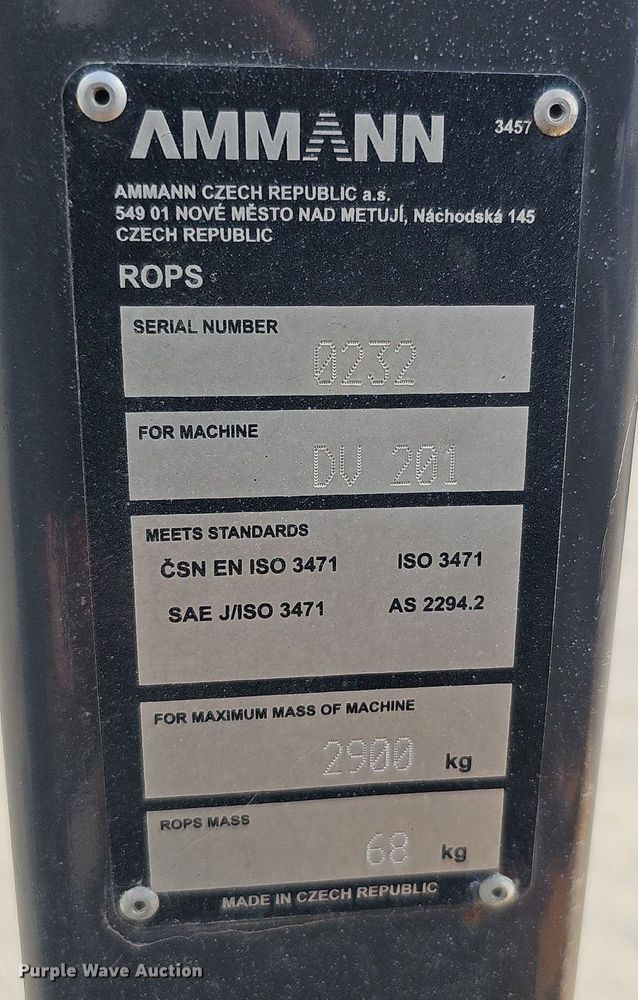 AMMANN
3457
AMMANN CZECH REPUBLIC a.s.
549 01 NOVÉ MĚSTO NAD METUJÍ, Náchodská 145
CZECH REPUBLIC
ROPS
SERIAL NUMBER
0232
FOR MACHINE
DV 201
MEETS STANDARDS
ČSN EN ISO 3471 ISO 3471
SAE J/ISO 3471 AS 2294.2
FOR MAXIMUM MASS OF MACHINE
2900 kg
ROPS MASS
68 kg
MADE IN CZECH REPUBLIC
Purple Wave Auction